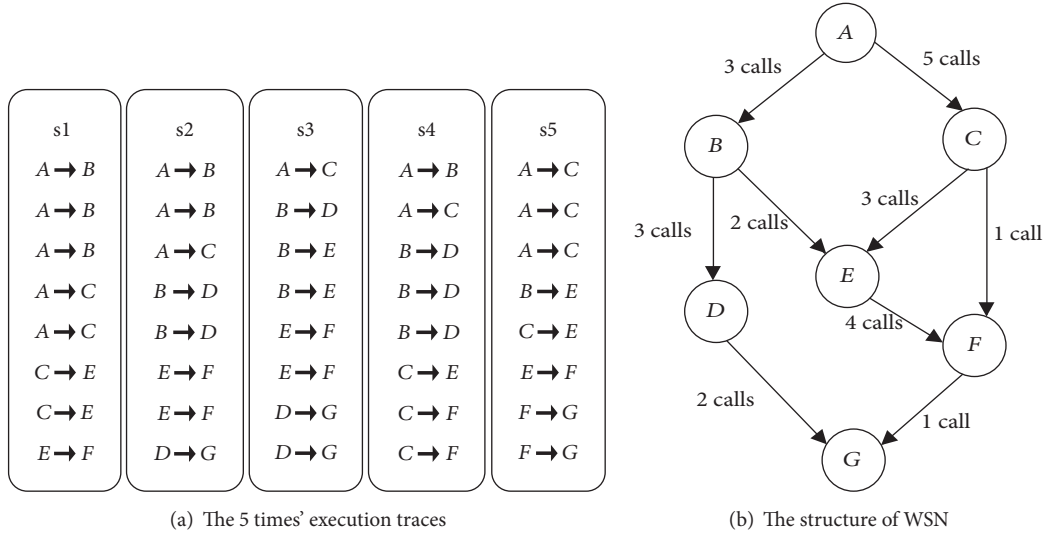 s1 s2 s3 s4 s5
A→B A→B A→C A→B A→C
A→B A→B B→D A→C A→C
A→B A→C B→E B→D A→C
A→C B→D B→E B→D B→E
A→C B→D E→F B→D C→E
C→E E→F E→F C→E E→F
C→E E→F D→G C→F F→G
E→F D→G D→G C→F F→G
(a) The 5 times' execution traces
A
3 calls 5 calls
B C
3 calls 2 calls 3 calls 1 call
E
D
4 calls
F
2 calls 1 call
G
(b) The structure of WSN